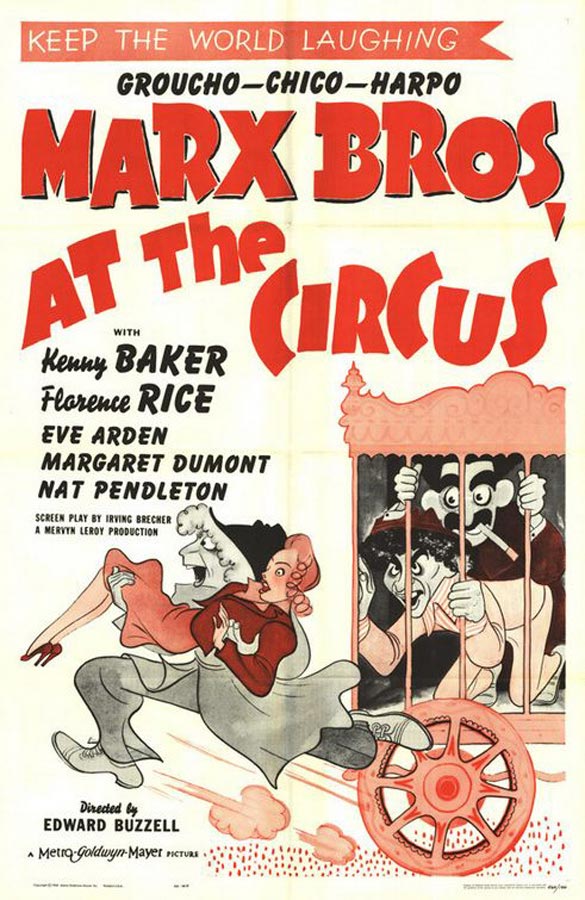 KEEP THE WORLD LAUGHING
GROUCHO—CHICO—HARPO
MARX BROS.
AT THE
CIRCUS
WITH
Kenny BAKER
Florence RICE
EVE ARDEN
MARGARET DUMONT
NAT PENDLETON
SCREEN PLAY BY IRVING BRECHER
A MERVYN LEROY PRODUCTION
Directed by
EDWARD BUZZELL
A Metro-Goldwyn-Mayer PICTURE